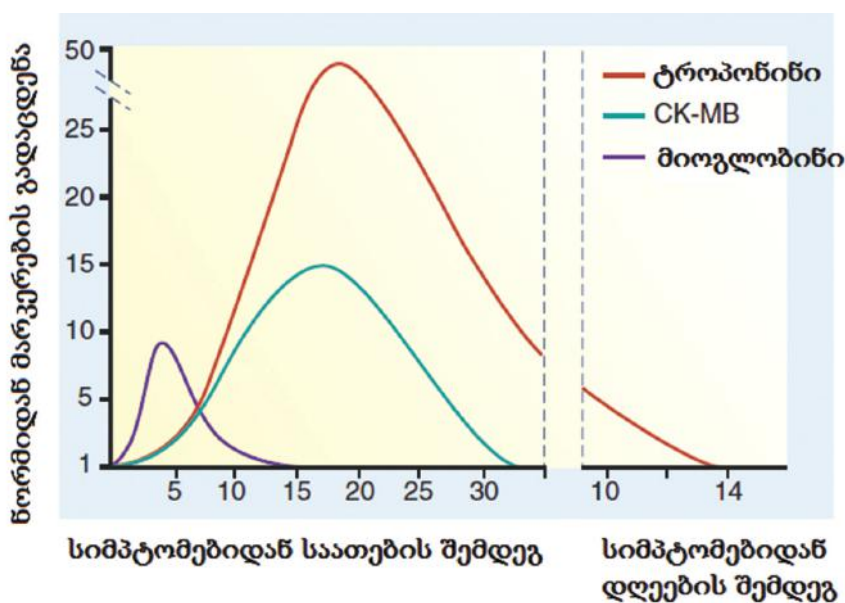 ნორმიდან მარკერების გადაცდენა
50
25
20
15
10
5
1
ტროპონინი
CK-MB
მიოგლობინი
5 10 15 20 25 30 10 14
სიმპტომებიდან საათების შემდეგ
სიმპტომებიდან
დღეების შემდეგ